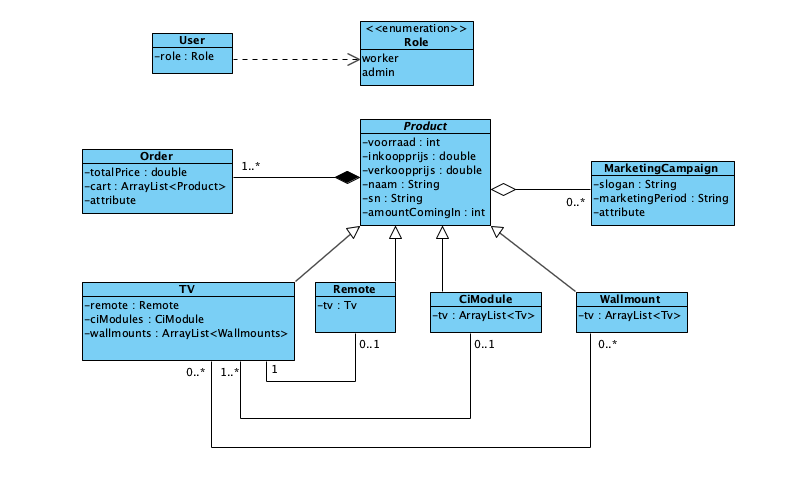 User
-role : Role
<<enumeration>>
Role
worker
admin
Product
-voorraad : int
-inkoopprijs : double
-verkoopprijs : double
-naam : String
-sn : String
-amountComingIn : int
Order
-totalPrice : double
-cart : ArrayList<Product>
-attribute
1..*
MarketingCampaign
-slogan : String
-marketingPeriod : String
-attribute
0..*
TV
-remote : Remote
-ciModules : CiModule
-wallmounts : ArrayList<Wallmounts>
Remote
-tv : Tv
CiModule
-tv : ArrayList<Tv>
Wallmount
-tv : ArrayList<Tv>
0..*
1..*
1
0..1
0..1
0..*